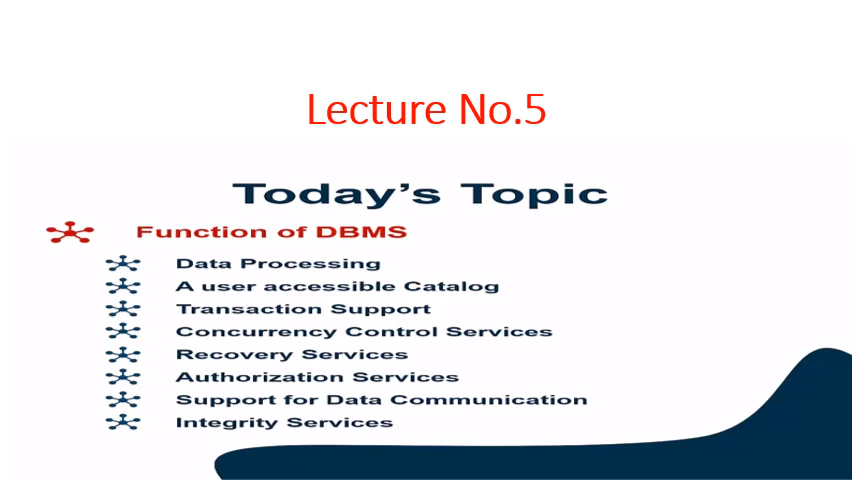 Lecture No.5
Today's Topic
Function of DBMS
Data Processing
A user accessible Catalog
Transaction Support
Concurrency Control Services
Recovery Services
Authorization Services
Support for Data Communication
Integrity Services